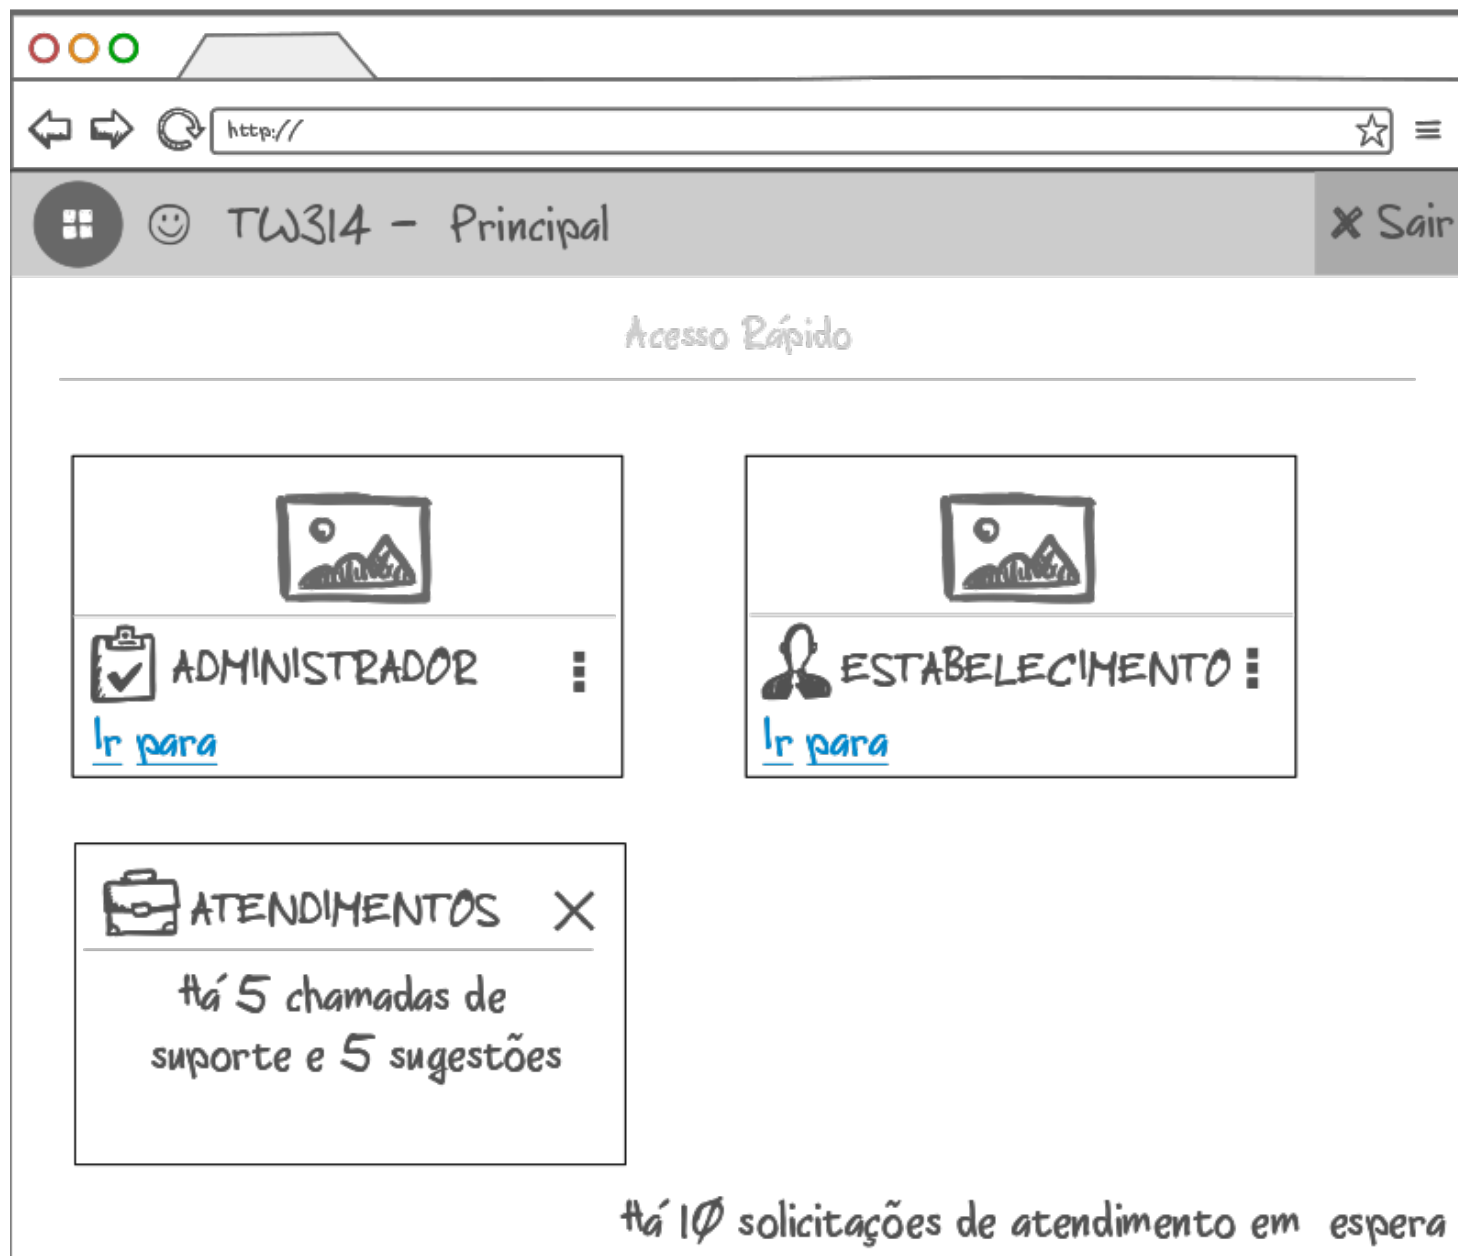 http://
TW314 - Principal
Sair
Acesso Rápido
ADMINISTRADOR
Ir para
ESTABELECIMENTO
Ir para
ATENDIMENTOS
Há 5 chamadas de
suporte e 5 sugestões
Há 10 solicitações de atendimento em espera